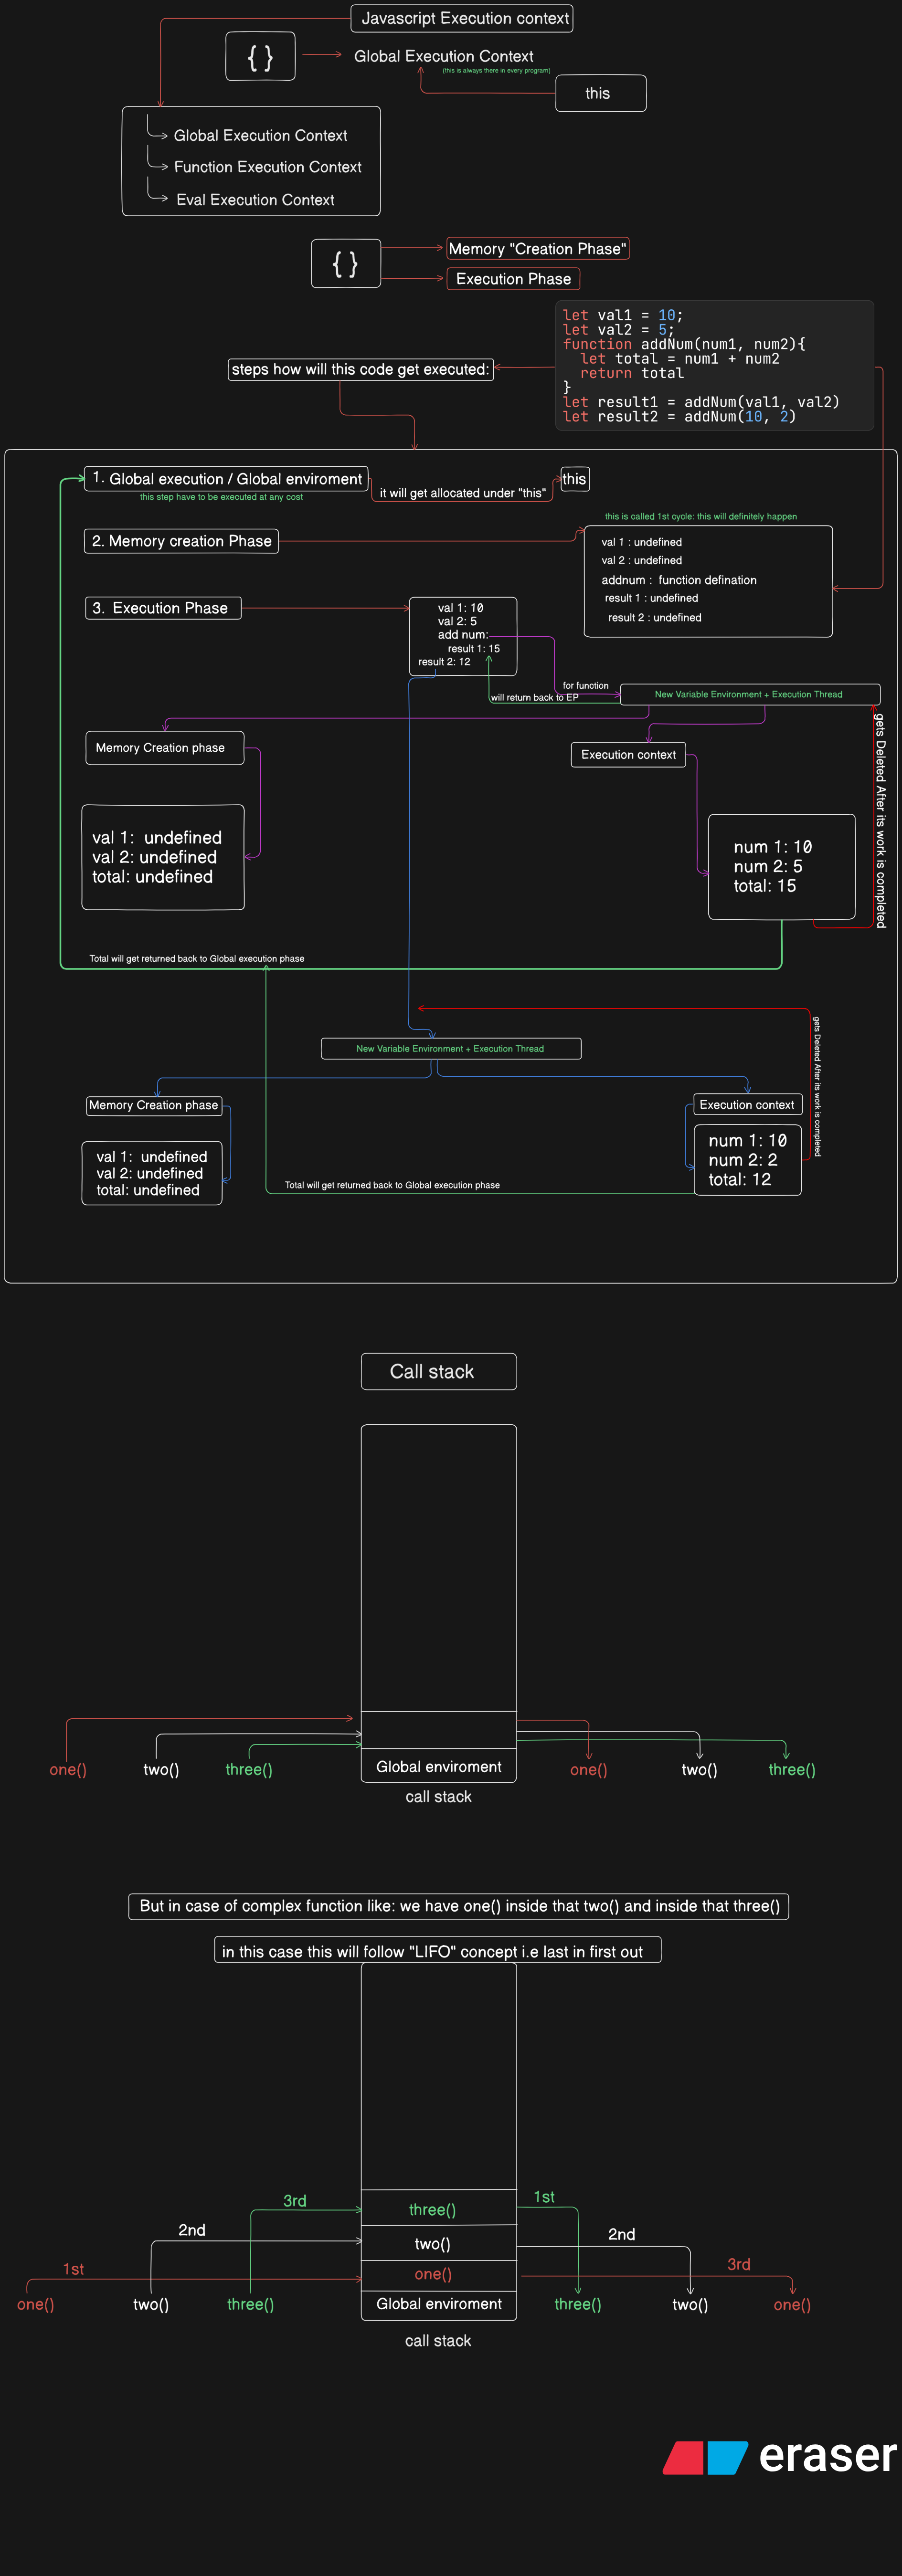 Javascript Execution context
{ }
Global Execution Context
(this is always there in every program)
this
Global Execution Context
Function Execution Context
Eval Execution Context
{ }
Memory "Creation Phase"
Execution Phase
let val1 = 10;
let val2 = 5;
function addNum(num1, num2){
let total = num1 + num2
return total
}
let result1 = addNum(val1, val2)
let result2 = addNum(10, 2)
steps how will this code get executed:
1. Global execution / Global enviroment
this step have to be executed at any cost
it will get allocated under "this"
this
this is called 1st cycle: this will definitely happen
2. Memory creation Phase
val 1 : undefined
val 2 : undefined
addnum : function defination
result 1 : undefined
result 2 : undefined
3. Execution Phase
val 1: 10
val 2: 5
add num:
result 1: 15
result 2: 12
for function
will return back to EP
New Variable Environment + Execution Thread
gets Deleted After its work is completed
Memory Creation phase
Execution context
val 1: undefined
val 2: undefined
total: undefined
num 1: 10
num 2: 5
total: 15
Total will get returned back to Global execution phase
New Variable Environment + Execution Thread
gets Deleted After its work is completed
Memory Creation phase
Execution context
val 1: undefined
val 2: undefined
total: undefined
num 1: 10
num 2: 2
total: 12
Total will get returned back to Global execution phase
Call stack
one()
two()
three()
Global enviroment
one()
two()
three()
call stack
But in case of complex function like: we have one() inside that two() and inside that three()
in this case this will follow "LIFO" concept i.e last in first out
3rd
three()
1st
2nd
two()
2nd
1st
one()
3rd
one()
two()
three()
Global enviroment
three()
two()
one()
call stack
eraser